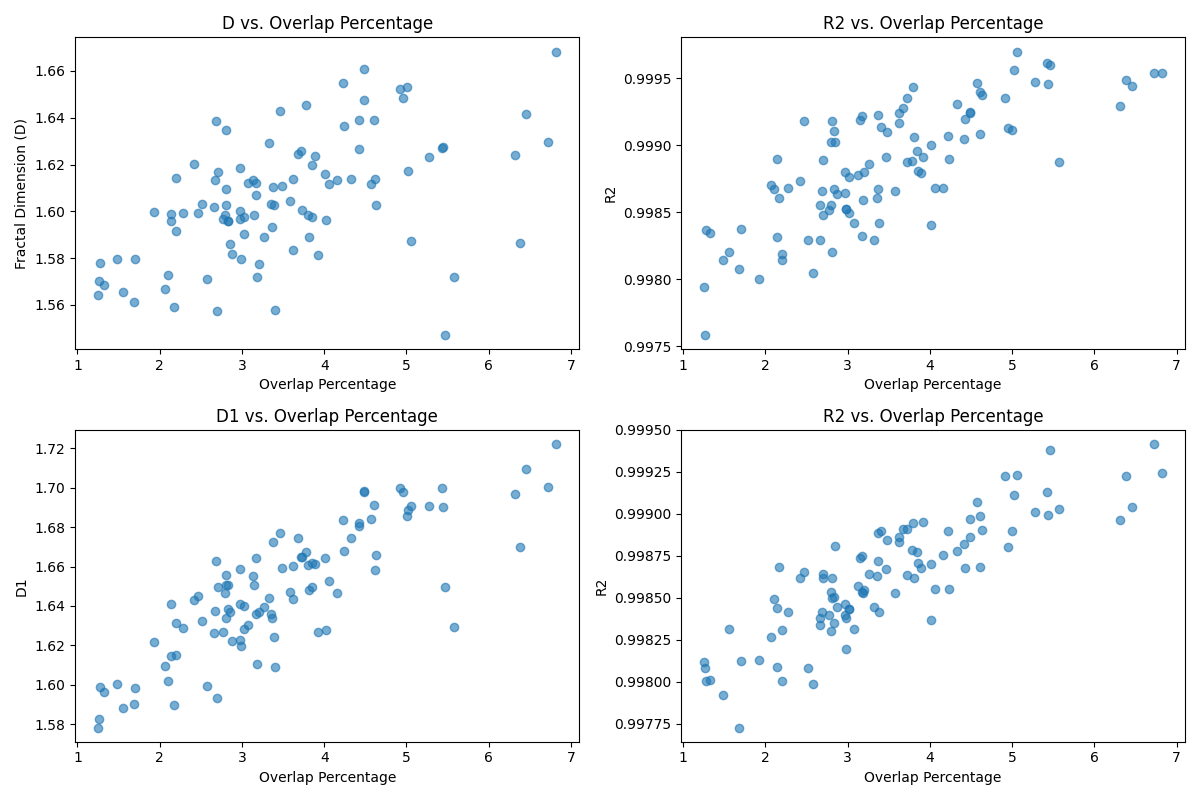 D vs. Overlap Percentage
Fractal Dimension (D)
1.66
1.64
1.62
1.60
1.58
1.56
1 2 3 4 5 6 7
Overlap Percentage
R2 vs. Overlap Percentage
R2
0.9995
0.9990
0.9985
0.9980
0.9975
1 2 3 4 5 6 7
Overlap Percentage
D1 vs. Overlap Percentage
D1
1.72
1.70
1.68
1.66
1.64
1.62
1.60
1.58
1 2 3 4 5 6 7
Overlap Percentage
R2 vs. Overlap Percentage
R2
0.99950
0.99925
0.99900
0.99875
0.99850
0.99825
0.99800
0.99775
1 2 3 4 5 6 7
Overlap Percentage